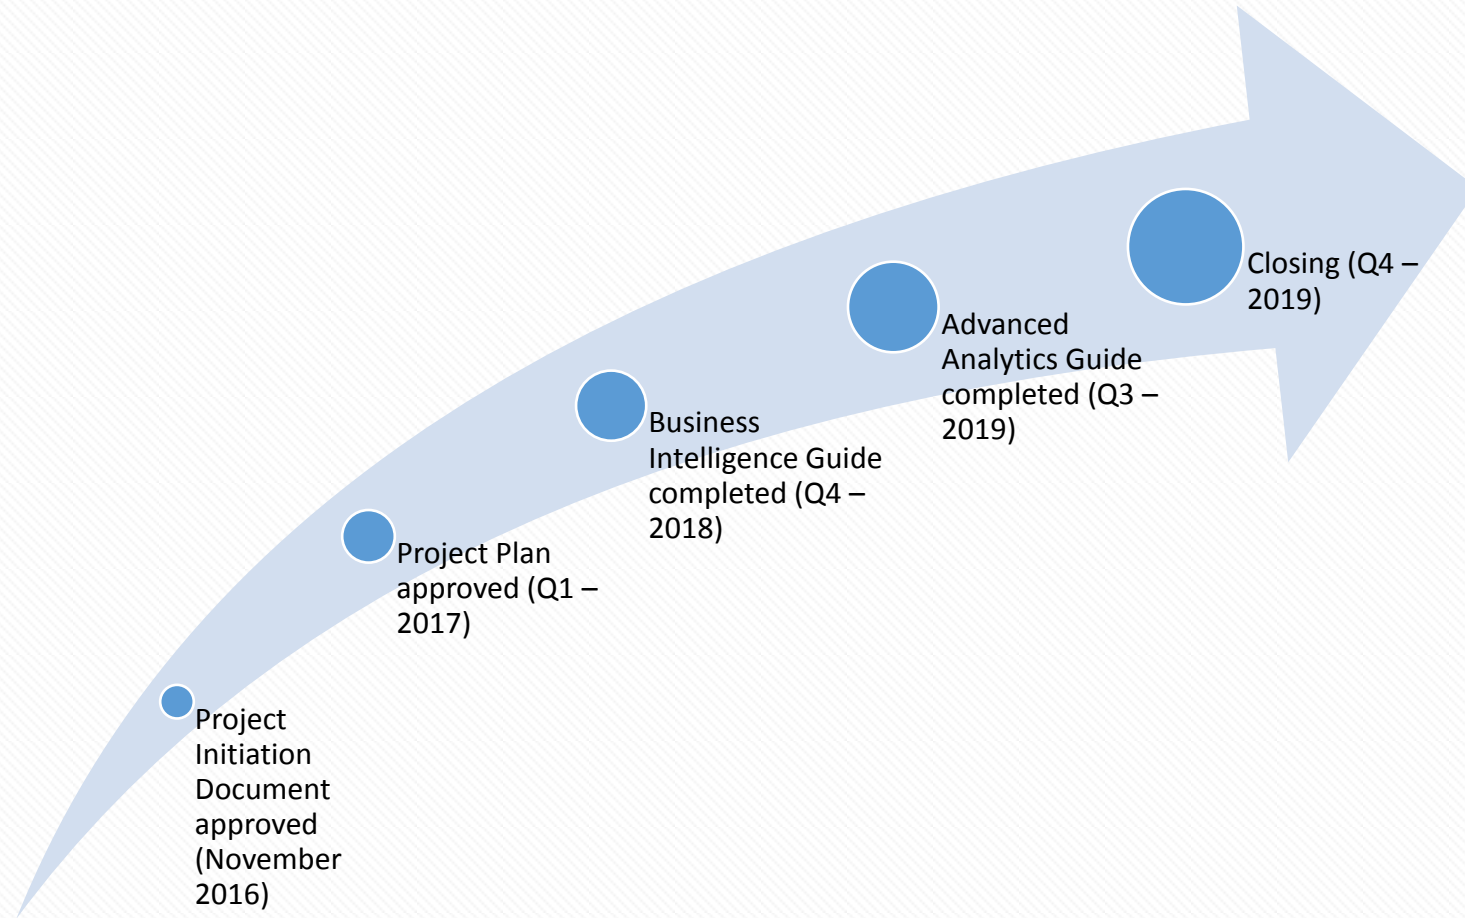 Project
Initiation
Document
approved
(November
2016)
Project Plan
approved (Q1 –
2017)
Business
Intelligence Guide
completed (Q4 –
2018)
Advanced
Analytics Guide
completed (Q3 –
2019)
Closing (Q4 –
2019)